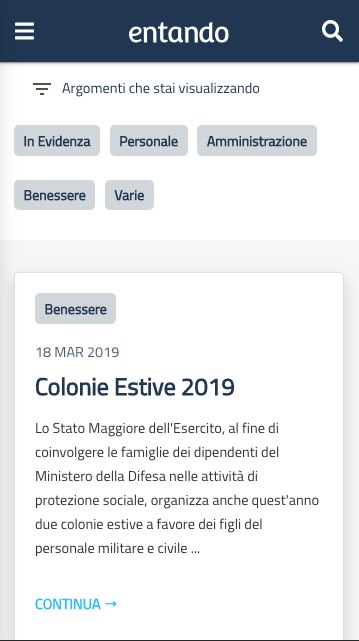 entando
Argomenti che stai visualizzando
In Evidenza
Personale
Amministrazione
Benessere
Varie
Benessere
18 MAR 2019
Colonie Estive 2019
Lo Stato Maggiore dell'Esercito, al fine di
coinvolgere le famiglie dei dipendenti del
Ministero della Difesa nelle attività di
protezione sociale, organizza anche quest'anno
due colonie estive a favore dei figli del
personale militare e civile ...
CONTINUA →